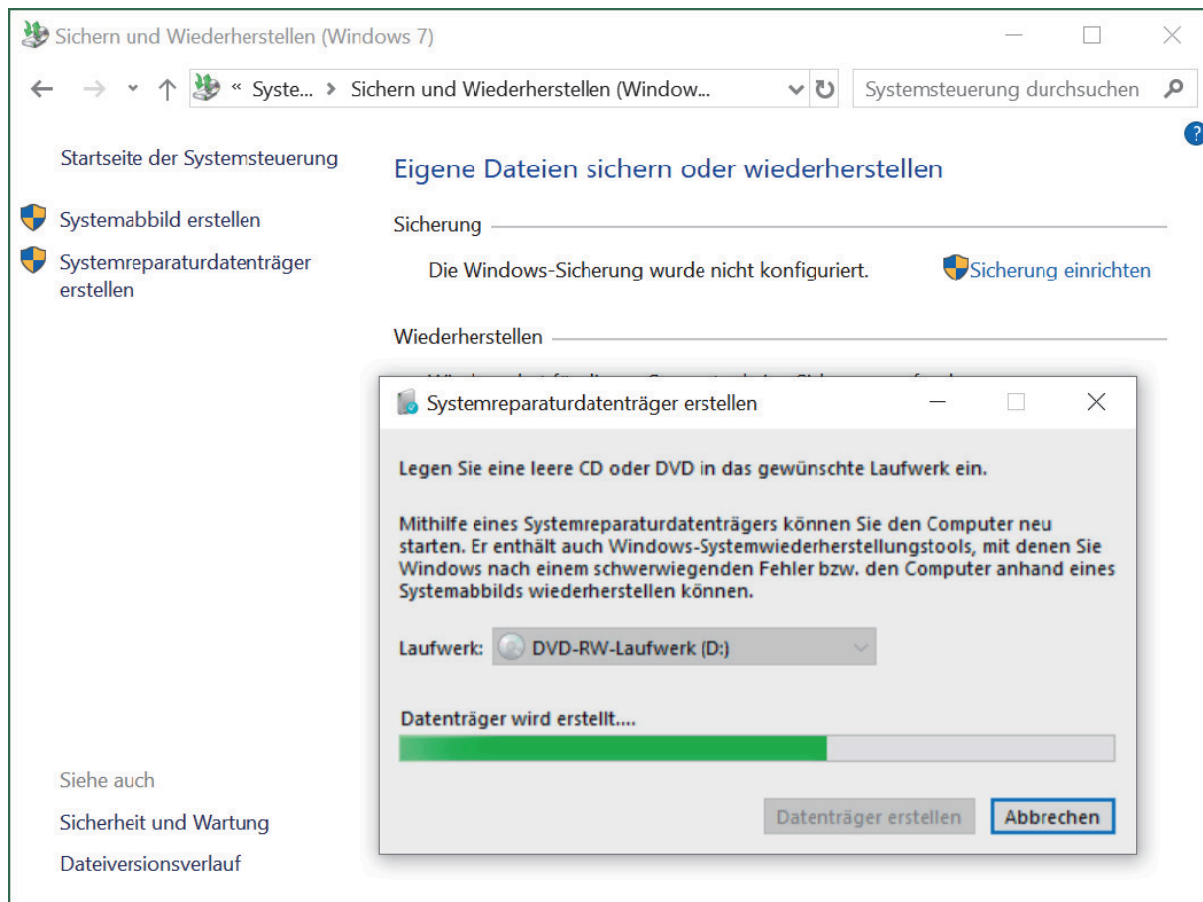 Sichern und Wiederherstellen (Windows 7)
« Syste... > Sichern und Wiederherstellen (Window...
Systemsteuerung durchsuchen
?
Startseite der Systemsteuerung
Systemabbild erstellen
Systemreparaturdatenträger
erstellen
Eigene Dateien sichern oder wiederherstellen
Sicherung
Die Windows-Sicherung wurde nicht konfiguriert.
Sicherung einrichten
Wiederherstellen
Systemreparaturdatenträger erstellen
Legen Sie eine leere CD oder DVD in das gewünschte Laufwerk ein.
Mithilfe eines Systemreparaturdatenträgers können Sie den Computer neu
starten. Er enthält auch Windows-Systemwiederherstellungstools, mit denen Sie
Windows nach einem schwerwiegenden Fehler bzw. den Computer anhand eines
Systemabbilds wiederherstellen können.
Laufwerk: DVD-RW-Laufwerk (D:)
Datenträger wird erstellt....
Datenträger erstellen
Abbrechen
Siehe auch
Sicherheit und Wartung
Dateiversionsverlauf